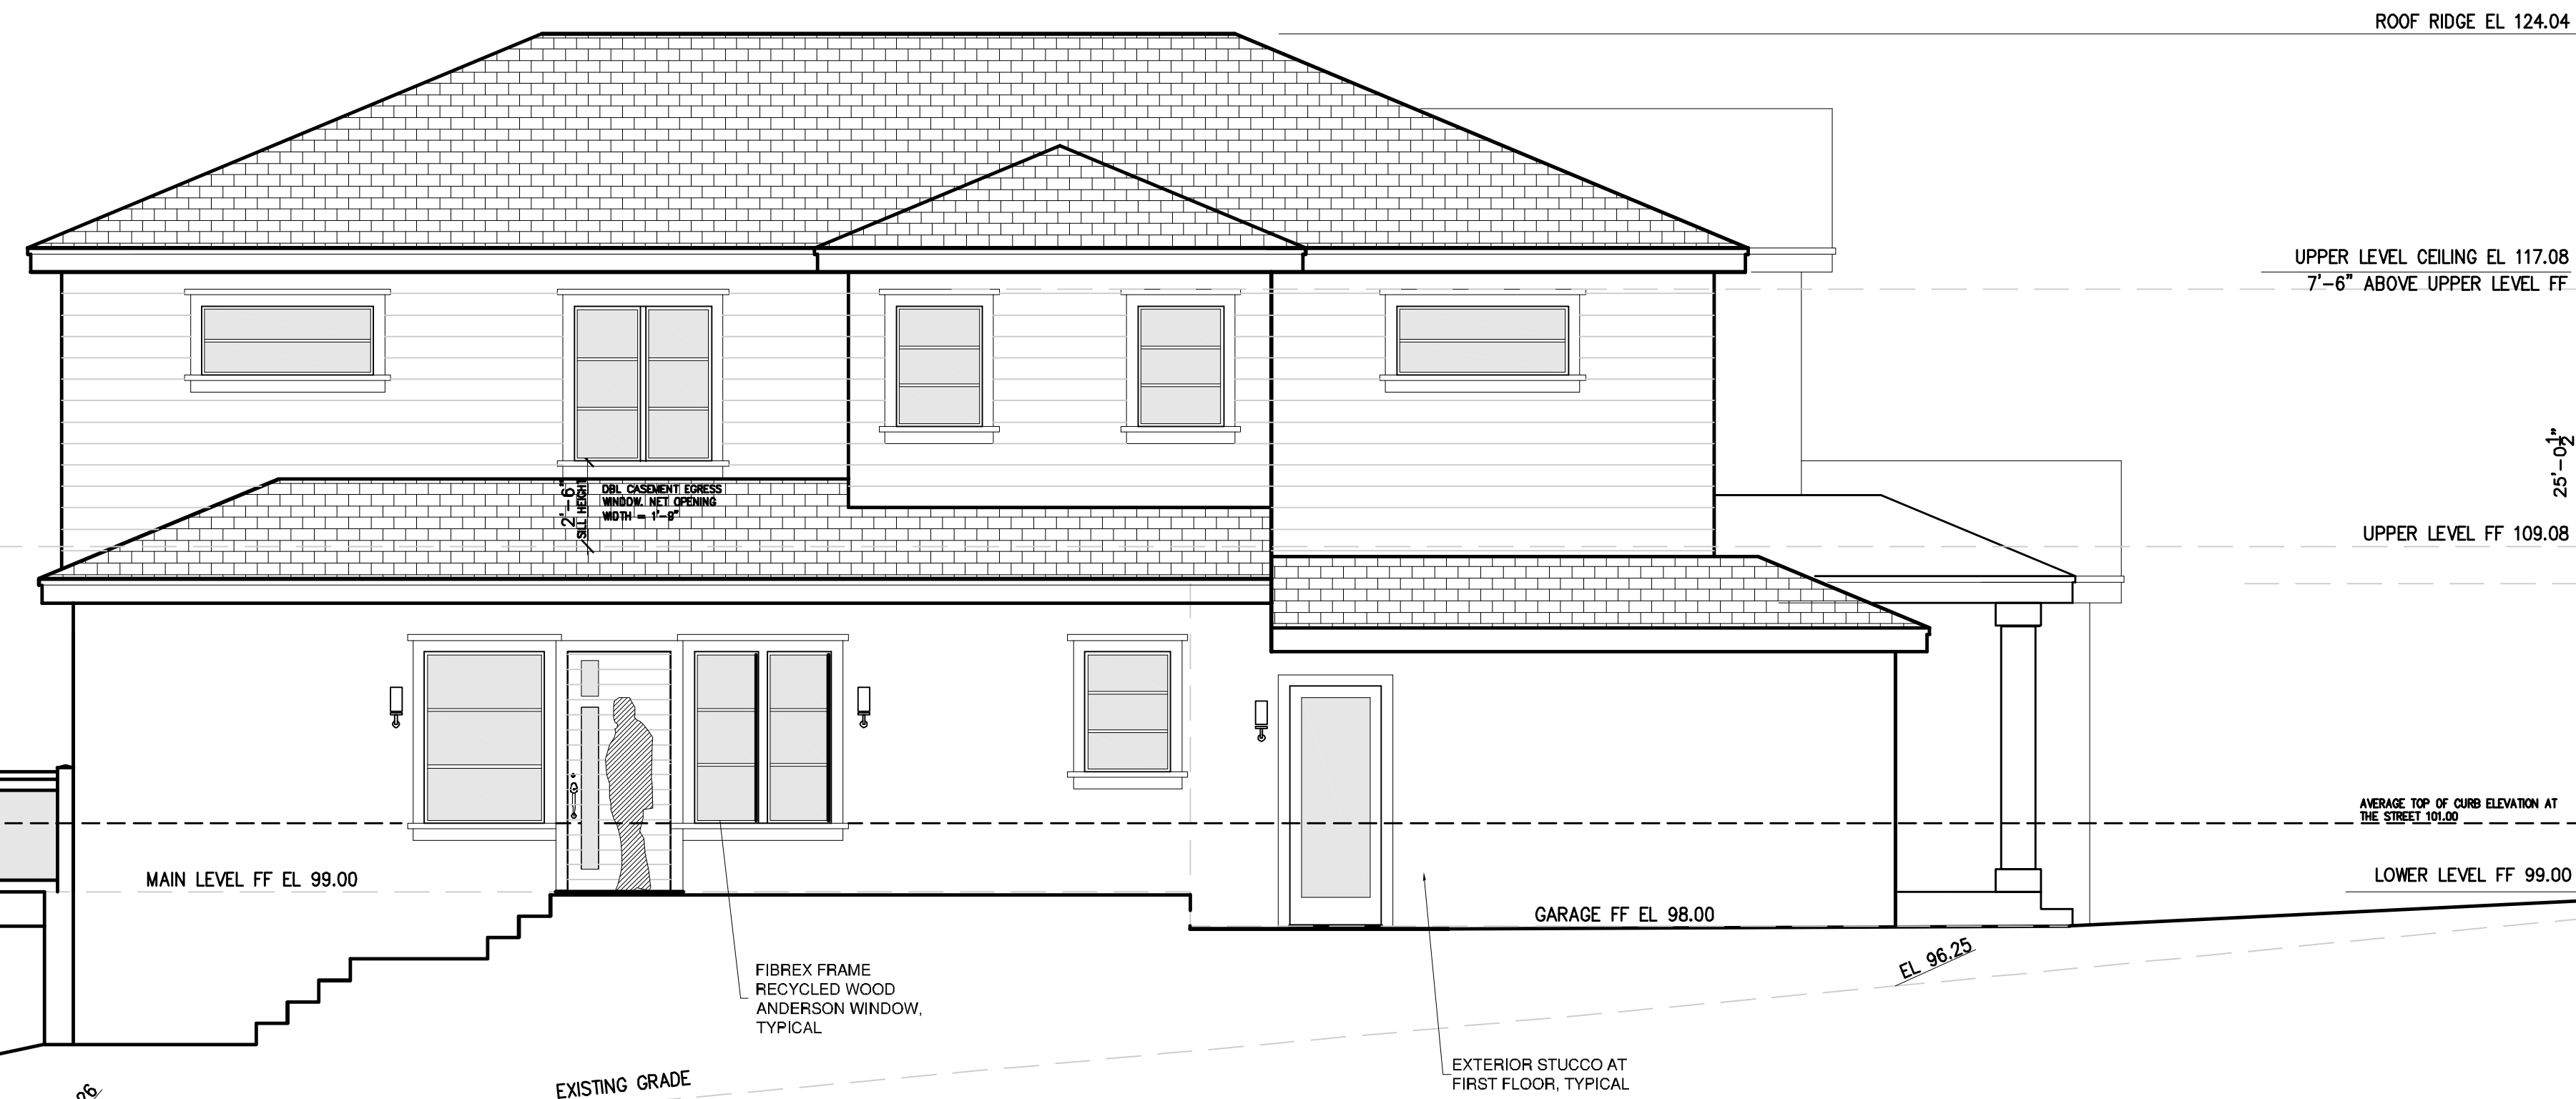 ROOF RIDGE EL 124.04
UPPER LEVEL CEILING EL 117.08
7'-6" ABOVE UPPER LEVEL FF
25'-0½"
2'-6"
SILL HEIGHT
DBL CASEMENT EGRESS
WINDOW. NET OPENING
WIDTH = 1'-9"
UPPER LEVEL FF 109.08
AVERAGE TOP OF CURB ELEVATION AT
THE STREET 101.00
MAIN LEVEL FF EL 99.00
LOWER LEVEL FF 99.00
GARAGE FF EL 98.00
EL 96.25
FIBREX FRAME
RECYCLED WOOD
ANDERSON WINDOW,
TYPICAL
EXTERIOR STUCCO AT
FIRST FLOOR, TYPICAL
EXISTING GRADE